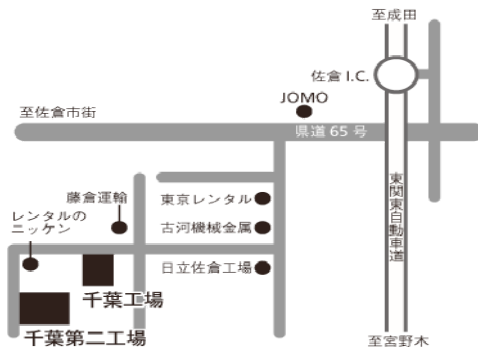 至成田
佐倉 I.C.
JOMO
至佐倉市街
県道 65 号
藤倉運輸
東京レンタル
東関東自動車道
レンタルの
ニッケン
古河機械金属
日立佐倉工場
千葉工場
千葉第二工場
至宮野木